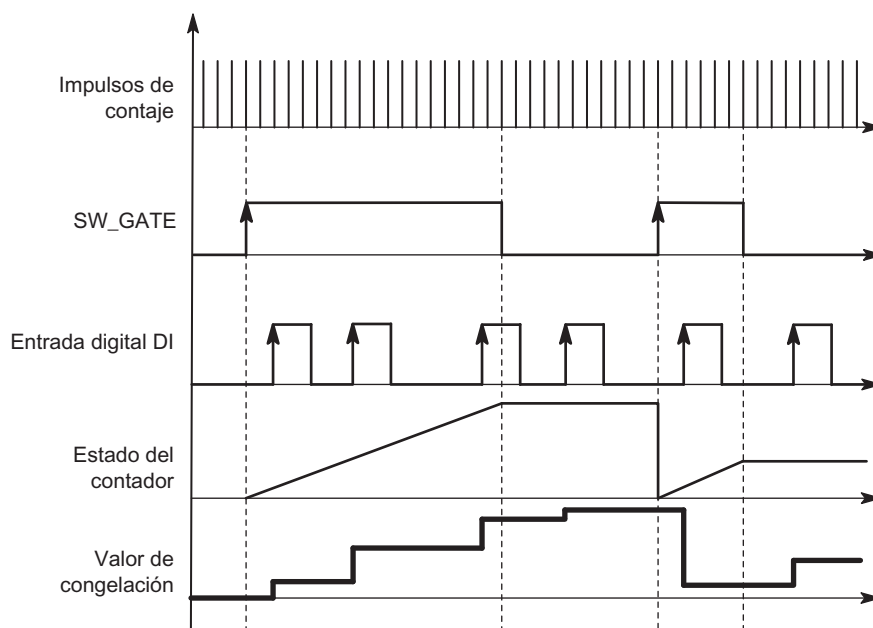 Impulsos de
contaje
SW_GATE
Entrada digital DI
Estado del
contador
Valor de
congelación